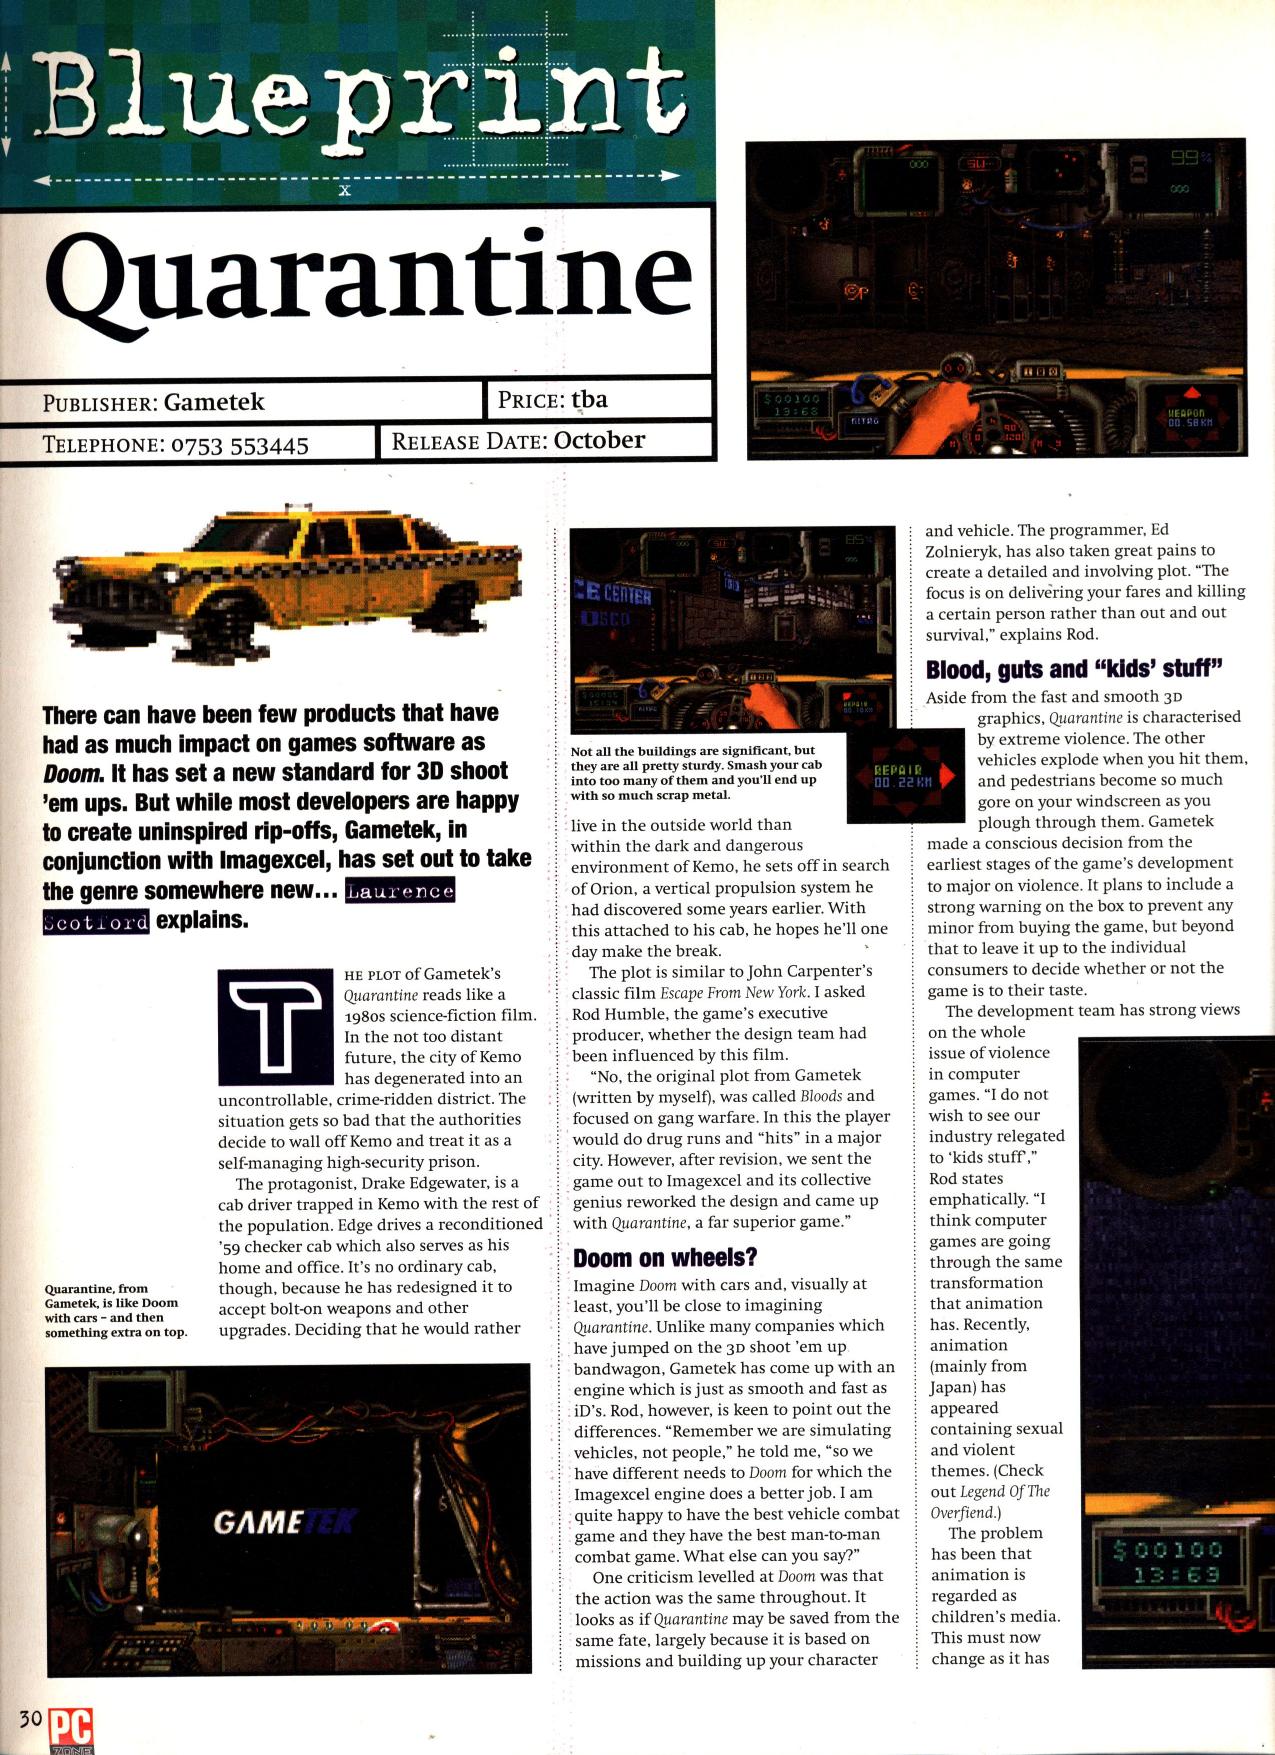 Blueprint
x
Quarantine
PUBLISHER: Gametek
PRICE: tba
TELEPHONE: 0753 553445
RELEASE DATE: October
000
99%
000
$00100
13:68
NITRO
WEAPON
00.58KM
There can have been few products that have
had as much impact on games software as
Doom. It has set a new standard for 3D shoot
'em ups. But while most developers are happy
to create uninspired rip-offs, Gametek, in
conjunction with Imagexcel, has set out to take
the genre somewhere new... Laurence
Scotford explains.
THE PLOT of Gametek's
Quarantine reads like a
1980s science-fiction film.
In the not too distant
future, the city of Kemo
has degenerated into an
uncontrollable, crime-ridden district. The
situation gets so bad that the authorities
decide to wall off Kemo and treat it as a
self-managing high-security prison.
The protagonist, Drake Edgewater, is a
cab driver trapped in Kemo with the rest of
the population. Edge drives a reconditioned
'59 checker cab which also serves as his
home and office. It's no ordinary cab,
though, because he has redesigned it to
accept bolt-on weapons and other
upgrades. Deciding that he would rather
Quarantine, from
Gametek, is like Doom
with cars – and then
something extra on top.
GAMETEK
CE CENTER
DISCO
85%
REPAIR
Not all the buildings are significant, but
they are all pretty sturdy. Smash your cab
into too many of them and you'll end up
with so much scrap metal.
REPAIR
00.22KM
live in the outside world than
within the dark and dangerous
environment of Kemo, he sets off in search
of Orion, a vertical propulsion system he
had discovered some years earlier. With
this attached to his cab, he hopes he'll one
day make the break.
The plot is similar to John Carpenter's
classic film Escape From New York. I asked
Rod Humble, the game's executive
producer, whether the design team had
been influenced by this film.
"No, the original plot from Gametek
(written by myself), was called Bloods and
focused on gang warfare. In this the player
would do drug runs and "hits" in a major
city. However, after revision, we sent the
game out to Imagexcel and its collective
genius reworked the design and came up
with Quarantine, a far superior game."
Doom on wheels?
Imagine Doom with cars and, visually at
least, you'll be close to imagining
Quarantine. Unlike many companies which
have jumped on the 3D shoot 'em up
bandwagon, Gametek has come up with an
engine which is just as smooth and fast as
iD's. Rod, however, is keen to point out the
differences. "Remember we are simulating
vehicles, not people," he told me, "so we
have different needs to Doom for which the
Imagexcel engine does a better job. I am
quite happy to have the best vehicle combat
game and they have the best man-to-man
combat game. What else can you say?"
One criticism levelled at Doom was that
the action was the same throughout. It
looks as if Quarantine may be saved from the
same fate, largely because it is based on
missions and building up your character
and vehicle. The programmer, Ed
Zolnieryk, has also taken great pains to
create a detailed and involving plot. "The
focus is on delivering your fares and killing
a certain person rather than out and out
survival," explains Rod.
Blood, guts and "kids' stuff"
Aside from the fast and smooth 3D
graphics, Quarantine is characterised
by extreme violence. The other
vehicles explode when you hit them,
and pedestrians become so much
gore on your windscreen as you
plough through them. Gametek
made a conscious decision from the
earliest stages of the game's development
to major on violence. It plans to include a
strong warning on the box to prevent any
minor from buying the game, but beyond
that to leave it up to the individual
consumers to decide whether or not the
game is to their taste.
The development team has strong views
on the whole
issue of violence
in computer
games. "I do not
wish to see our
industry relegated
to 'kids stuff',"
Rod states
emphatically. "I
think computer
games are going
through the same
transformation
that animation
has. Recently,
animation
(mainly from
Japan) has
appeared
containing sexual
and violent
themes. (Check
out Legend Of The
Overfiend.)
The problem
has been that
animation is
regarded as
children's media.
This must now
change as it has
$00100
13:69
30
PC
ZONE